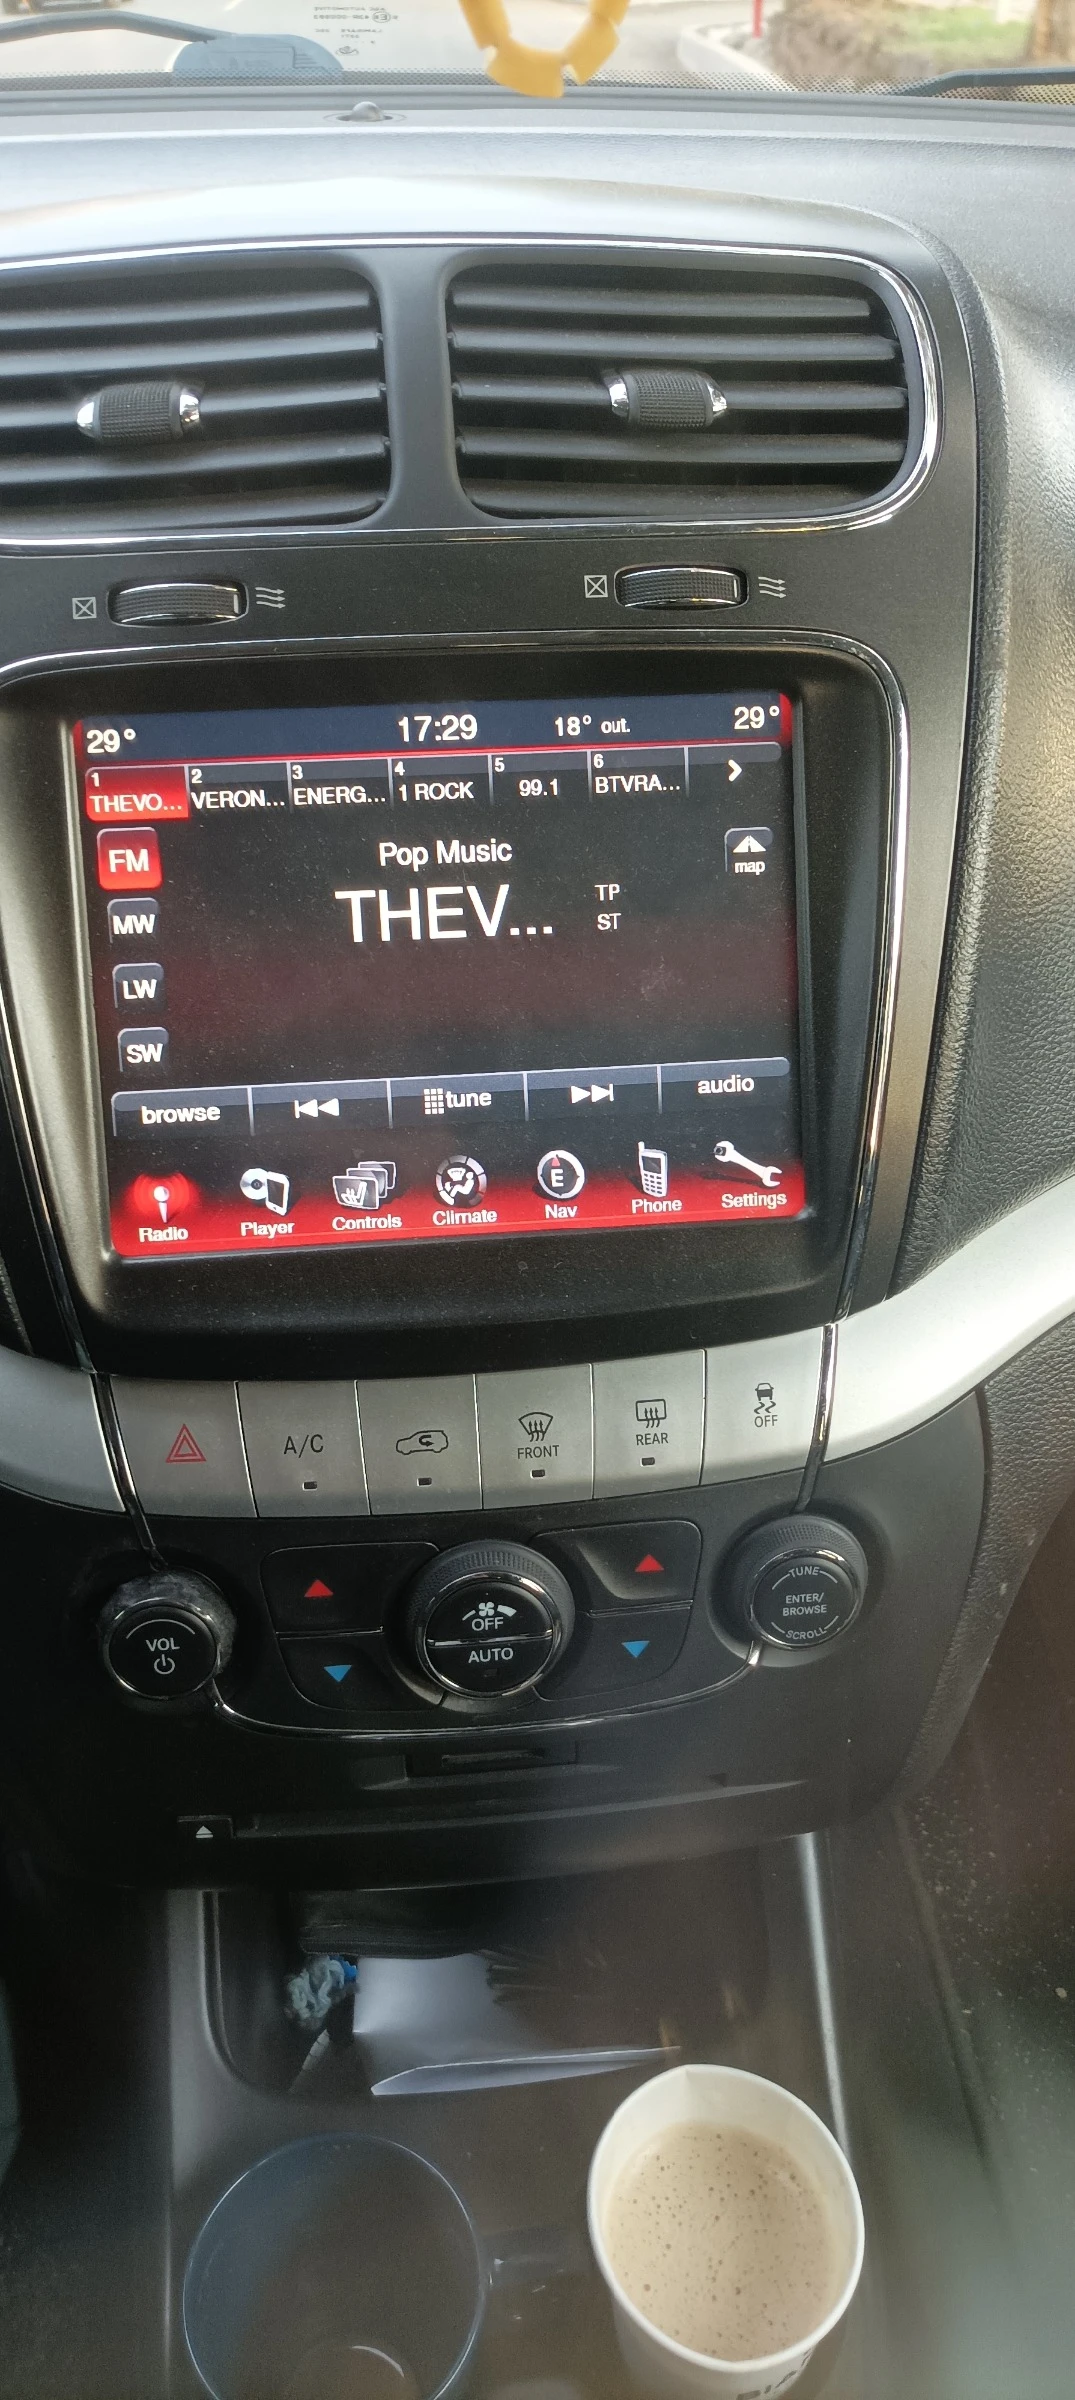 29° 17:29 18° out. 29°
1 2 3 4 5 6
THEVO... VERON... ENERG... 1 ROCK 99.1 BTVRA...
FM Pop Music map
THEV... TP
ST
MW
LW
SW
browse tune audio
E
Radio Player Controls Climate Nav Phone Settings
A/C FRONT REAR OFF
VOL OFF AUTO TUNE ENTER/ BROWSE SCROLL